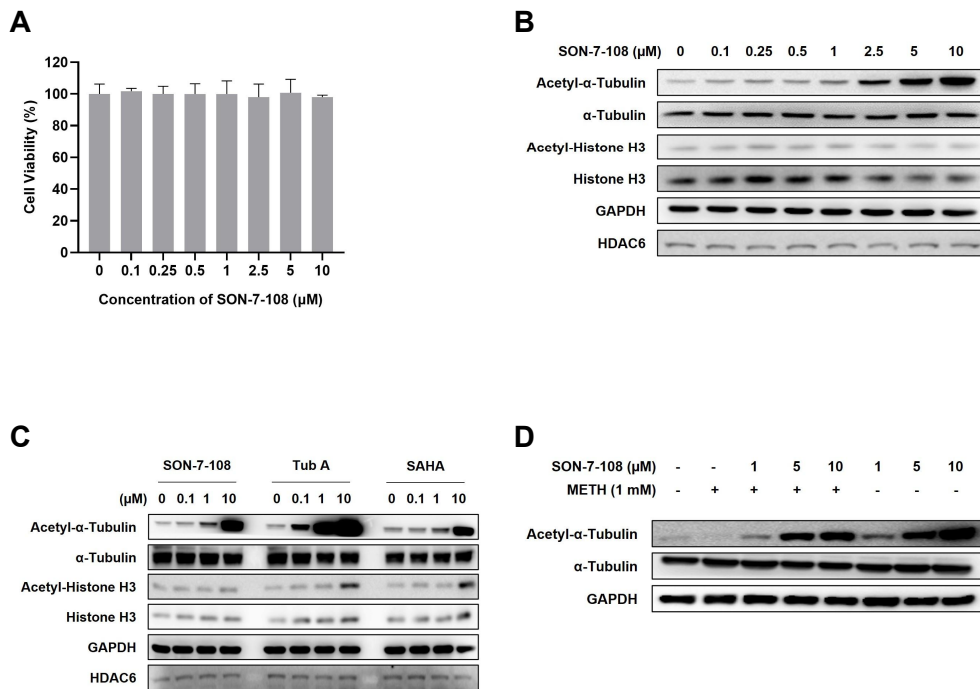 A
Cell Viability (%)
120
100
80
60
40
20
0
0 0.1 0.25 0.5 1 2.5 5 10
Concentration of SON-7-108 (μM)
B
SON-7-108 (μM) 0 0.1 0.25 0.5 1 2.5 5 10
Acetyl-α-Tubulin
α-Tubulin
Acetyl-Histone H3
Histone H3
GAPDH
HDAC6
C
SON-7-108 Tub A SAHA
(μM) 0 0.1 1 10 0 0.1 1 10 0 0.1 1 10
Acetyl-α-Tubulin
α-Tubulin
Acetyl-Histone H3
Histone H3
GAPDH
HDAC6
D
SON-7-108 (μM) - - 1 5 10 1 5 10
METH (1 mM) - + + + + - - -
Acetyl-α-Tubulin
α-Tubulin
GAPDH